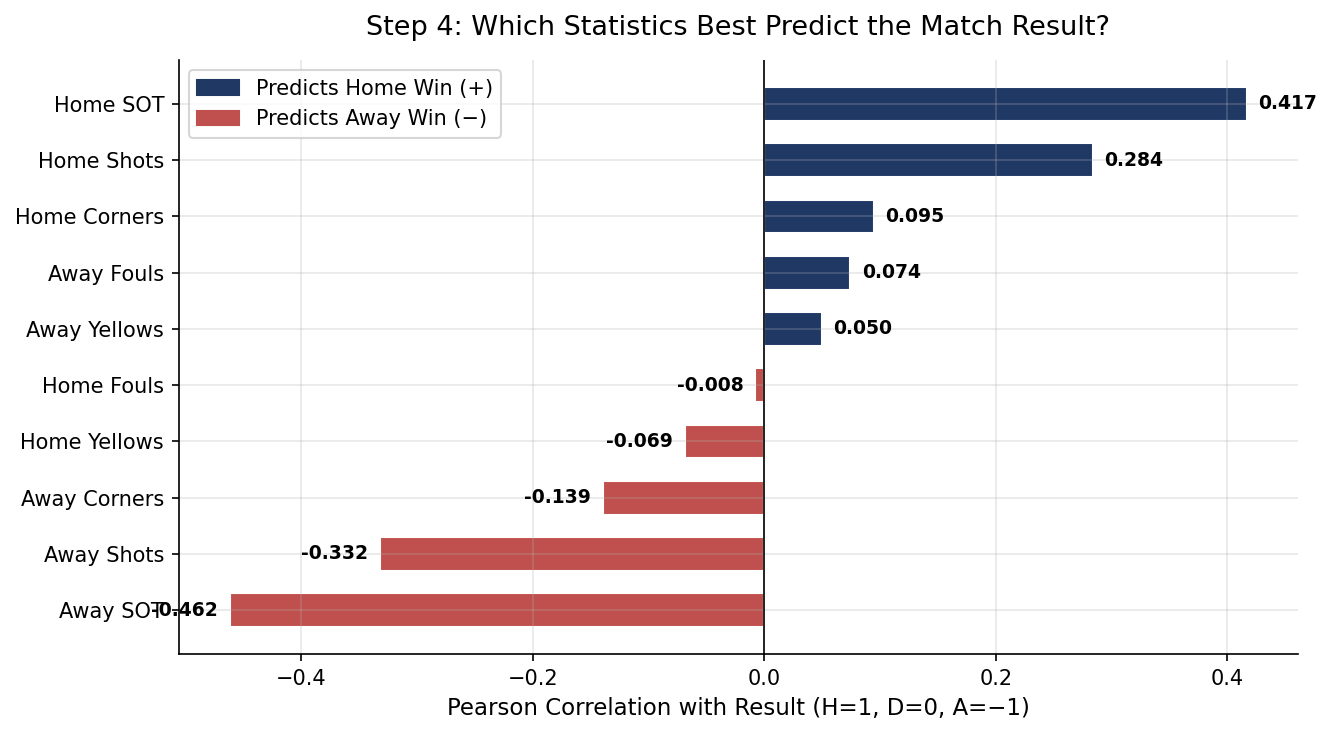 Step 4: Which Statistics Best Predict the Match Result?
Predicts Home Win (+)
Predicts Away Win (−)
Home SOT 0.417
Home Shots 0.284
Home Corners 0.095
Away Fouls 0.074
Away Yellows 0.050
Home Fouls -0.008
Home Yellows -0.069
Away Corners -0.139
Away Shots -0.332
Away SOT -0.462
−0.4 −0.2 0.0 0.2 0.4
Pearson Correlation with Result (H=1, D=0, A=−1)